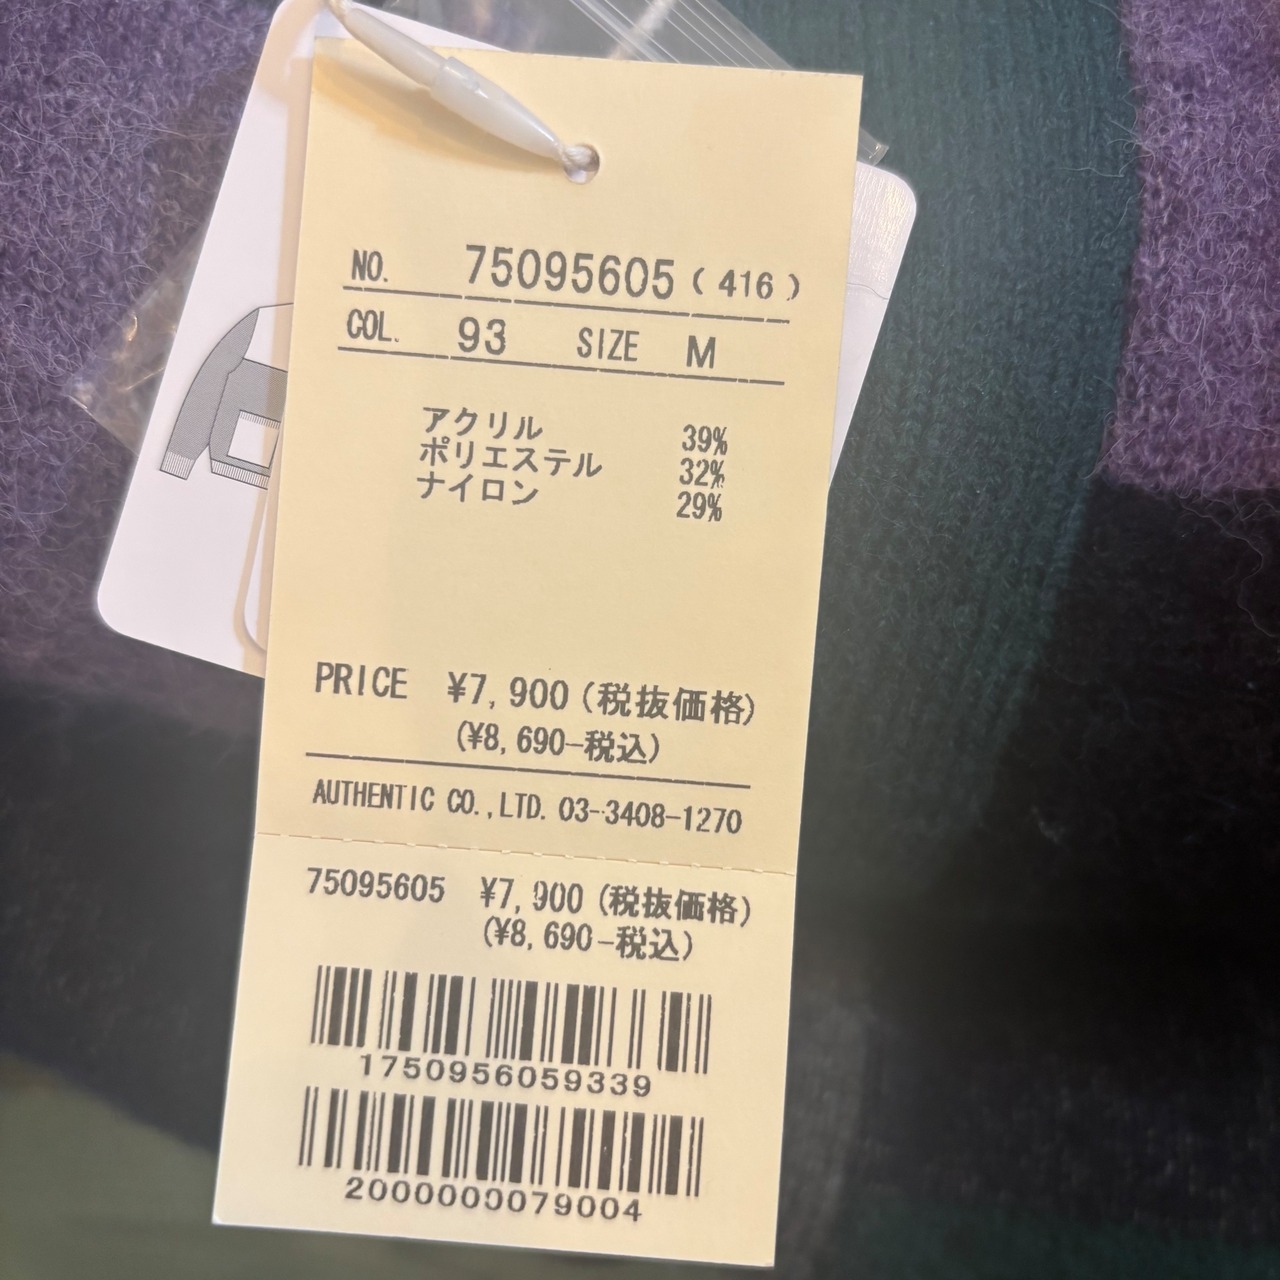 NO. 75095605 (416)
COL. 93 SIZE M
アクリル 39%
ポリエステル 32%
ナイロン 29%
PRICE ¥7,900 (税抜価格)
(¥8,690-税込)
AUTHENTIC CO.,LTD. 03-3408-1270
75095605 ¥7,900 (税抜価格)
(¥8,690-税込)
1750956059339
2000000079004